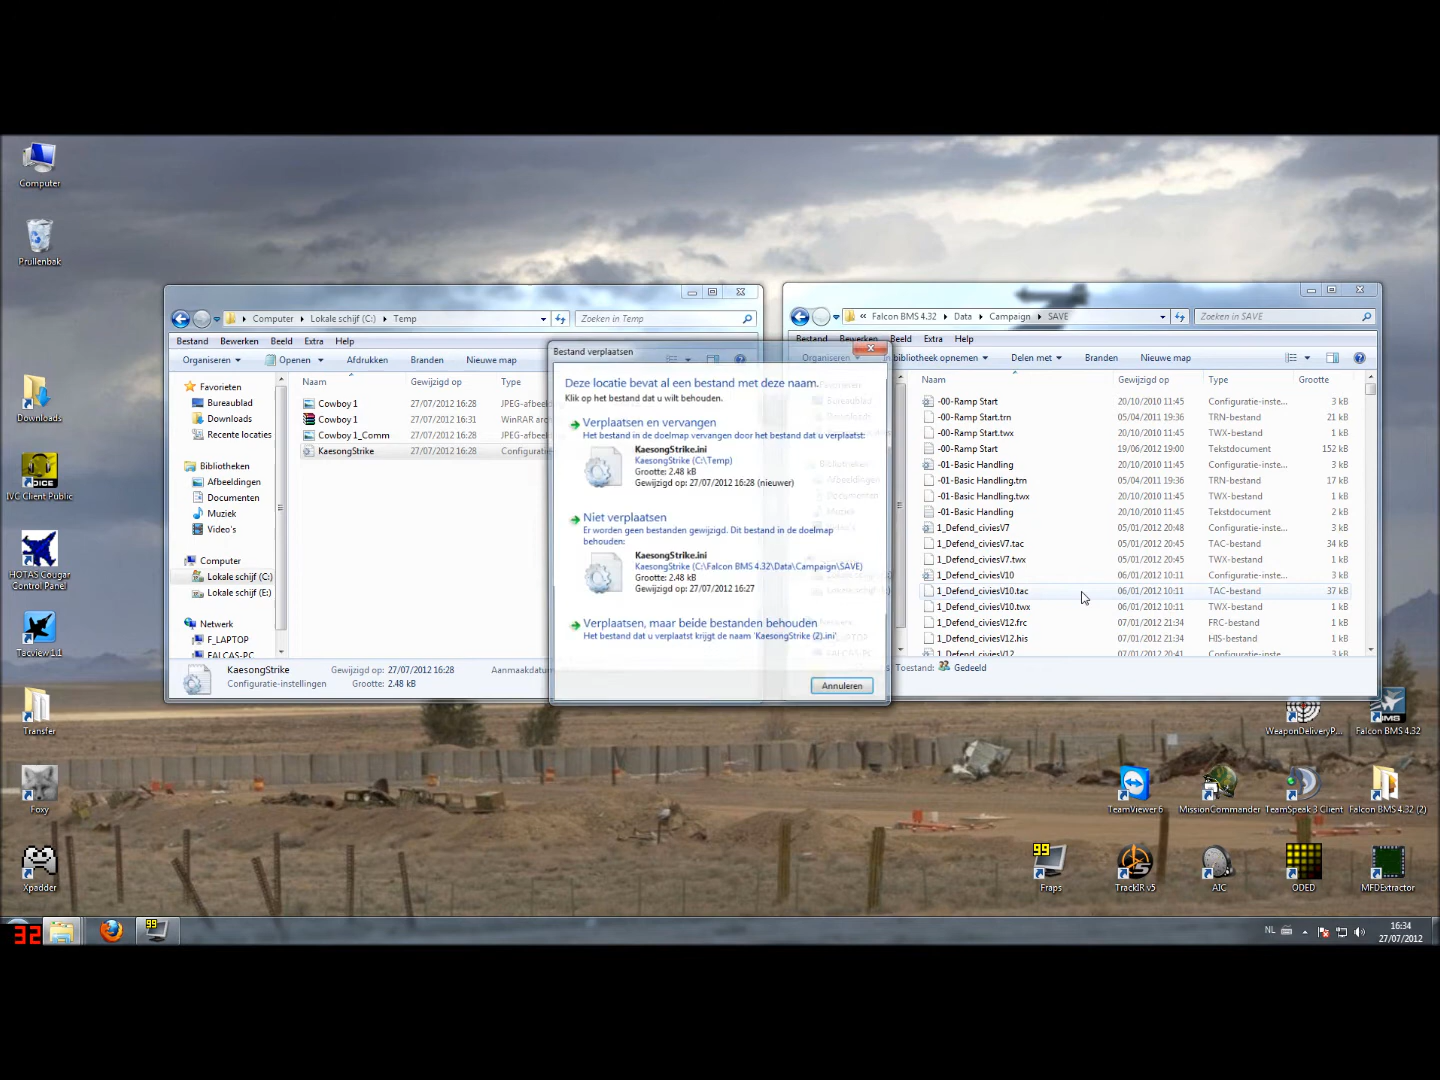 Computer
Prullenbak
Downloads
IVC Client Public
HOTAS Cougar
Control Panel
Tacview 1.1
Transfer
Foxy
Xpadder
Computer
Lokale schijf (C:)
Temp
Zoeken in Temp
Bestand Bewerken Beeld Extra Help
Organiseren Openen Afdrukken Branden Nieuwe map
Favorieten
Bureaublad
Downloads
Recente locaties
Bibliotheken
Afbeeldingen
Documenten
Muziek
Video's
Computer
Lokale schijf (C:)
Lokale schijf (E:)
Netwerk
F_LAPTOP
FALCAS-PC
Naam Gewijzigd op Type
Cowboy 1 27/07/2012 16:28 JPEG-afbeel
Cowboy 1 27/07/2012 16:31 WinRAR arc
Cowboy 1_Comm 27/07/2012 16:28 JPEG-afbeel
KaesongStrike 27/07/2012 16:28 Configuratie
KaesongStrike Gewijzigd op: 27/07/2012 16:28 Aanmaakdatum
Configuratie-instellingen Grootte: 2.48 kB
Bestand verplaatsen
Deze locatie bevat al een bestand met deze naam.
Klik op het bestand dat u wilt behouden.
Verplaatsen en vervangen
Het bestand in de doelmap vervangen door het bestand dat u verplaatst:
KaesongStrike.ini
KaesongStrike (C:\Temp)
Grootte: 2.48 kB
Gewijzigd op: 27/07/2012 16:28 (nieuwer)
Niet verplaatsen
Er worden geen bestanden gewijzigd. Dit bestand in de doelmap
behouden:
KaesongStrike.ini
KaesongStrike (C:\Falcon BMS 4.32\Data\Campaign\SAVE)
Grootte: 2.48 kB
Gewijzigd op: 27/07/2012 16:27
Verplaatsen, maar beide bestanden behouden
Het bestand dat u verplaatst krijgt de naam 'KaesongStrike (2).ini'
Annuleren
« Falcon BMS 4.32 Data Campaign SAVE
Zoeken in SAVE
Bestand Bewerken Beeld Extra Help
Organiseren bibliotheek opnemen Delen met Branden Nieuwe map
Naam Gewijzigd op Type Grootte
-00-Ramp Start 20/10/2010 11:45 Configuratie-inste... 3 kB
-00-Ramp Start.trn 05/04/2011 19:36 TRN-bestand 21 kB
-00-Ramp Start.twx 20/10/2010 11:45 TWX-bestand 1 kB
-00-Ramp Start 19/06/2012 19:00 Tekstdocument 152 kB
-01-Basic Handling 20/10/2010 11:45 Configuratie-inste... 3 kB
-01-Basic Handling.trn 05/04/2011 19:36 TRN-bestand 17 kB
-01-Basic Handling.twx 20/10/2010 11:45 TWX-bestand 1 kB
-01-Basic Handling 20/10/2010 11:45 Tekstdocument 2 kB
1_Defend_civiesV7 05/01/2012 20:48 Configuratie-inste... 3 kB
1_Defend_civiesV7.tac 05/01/2012 20:45 TAC-bestand 34 kB
1_Defend_civiesV7.twx 05/01/2012 20:45 TWX-bestand 1 kB
1_Defend_civiesV10 06/01/2012 10:11 Configuratie-inste... 3 kB
1_Defend_civiesV10.tac 06/01/2012 10:11 TAC-bestand 37 kB
1_Defend_civiesV10.twx 06/01/2012 10:11 TWX-bestand 1 kB
1_Defend_civiesV12.frc 07/01/2012 21:34 FRC-bestand 1 kB
1_Defend_civiesV12.his 07/01/2012 21:34 HIS-bestand 1 kB
1_Defend_civiesV12 07/01/2012 20:41 Configuratie-inste... 3 kB
Toestand: Gedeeld
WeaponDeliveryP... Falcon BMS 4.32
TeamViewer 6 MissionCommander TeamSpeak 3 Client Falcon BMS 4.32 (2)
99
Fraps TrackIR v5 AIC ODED MFDExtractor
32
99
NL
16:34
27/07/2012